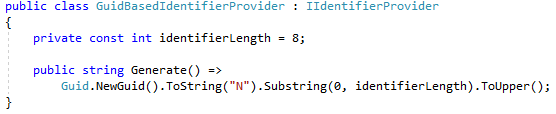 public class GuidBasedIdentifierProvider : IIdentifierProvider
{
    private const int identifierLength = 8;

    public string Generate() =>
        Guid.NewGuid().ToString("N").Substring(0, identifierLength).ToUpper();
}